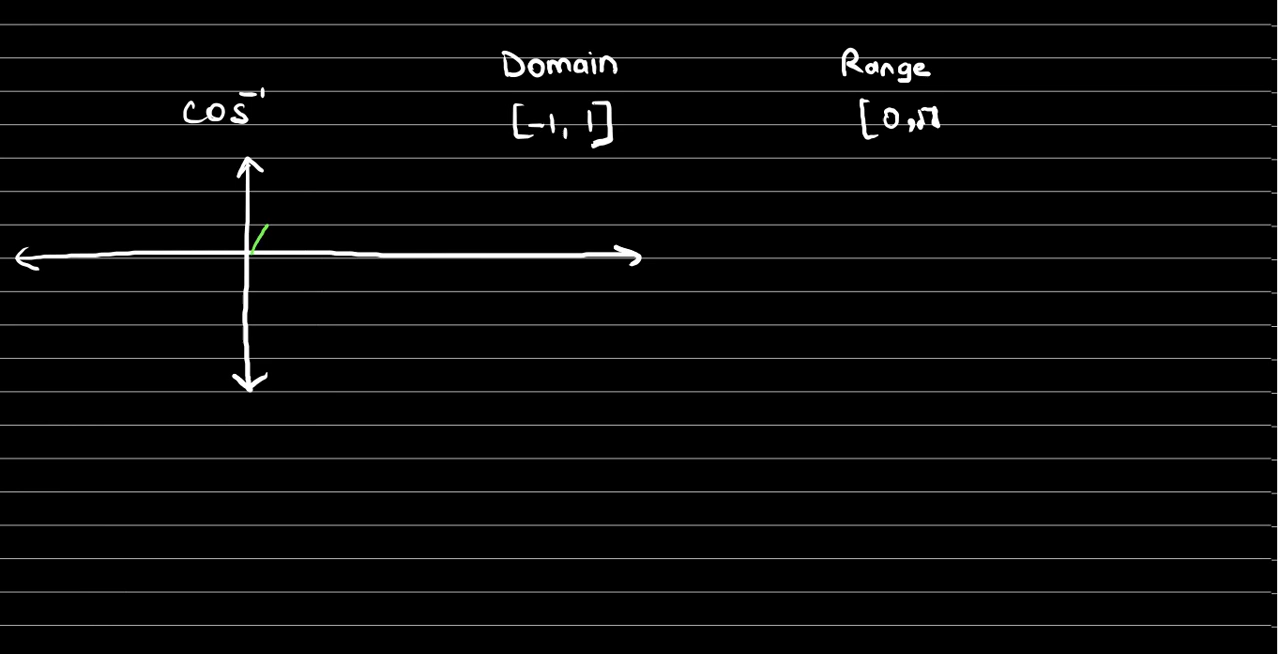 Domain Range
cos⁻¹ [-1, 1] [0,π